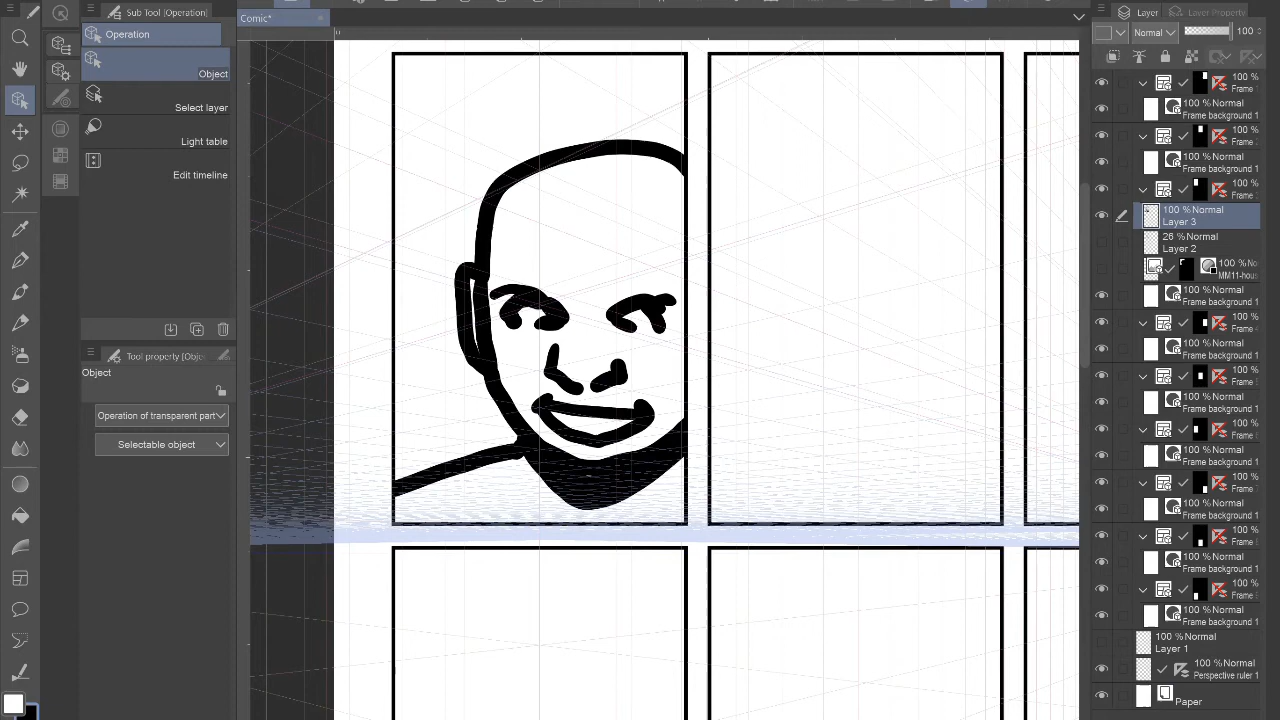 Sub Tool [Operation]
Operation
Object
Select layer
Light table
Edit timeline
Tool property [Obje
Object
Operation of transparent part
Selectable object
Comic*
Layer
Layer Property
Normal
100
100 %
Frame
100 % Normal
Frame background 1
100 %
Frame
100 % Normal
Frame background 1
100 %
Frame
100 % Normal
Layer 3
26 % Normal
Layer 2
100 % No
MM11-hous
100 % Normal
Frame background 1
100 %
Frame
100 % Normal
Frame background 1
100 %
Frame
100 % Normal
Frame background 1
100 %
Frame
100 % Normal
Frame background 1
100 %
Frame
100 % Normal
Frame background 1
100 %
Frame
100 % Normal
Frame background 1
100 %
Frame
100 % Normal
Frame background 1
100 % Normal
Layer 1
100 % Normal
Perspective ruler 1
Paper